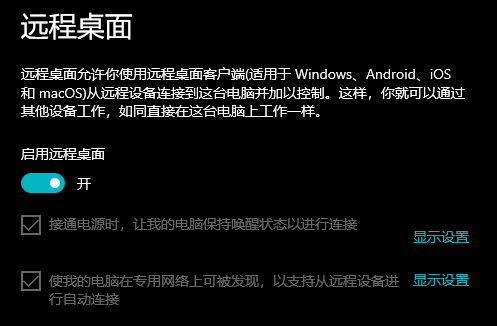 远程桌面
远程桌面允许你使用远程桌面客户端(适用于 Windows、Android、iOS
和 macOS)从远程设备连接到这台电脑并加以控制。这样，你就可以通过
其他设备工作，如同直接在这台电脑上工作一样。
启用远程桌面
开
接通电源时，让我的电脑保持唤醒状态以进行连接
显示设置
使我的电脑在专用网络上可被发现，以支持从远程设备进
行自动连接
显示设置